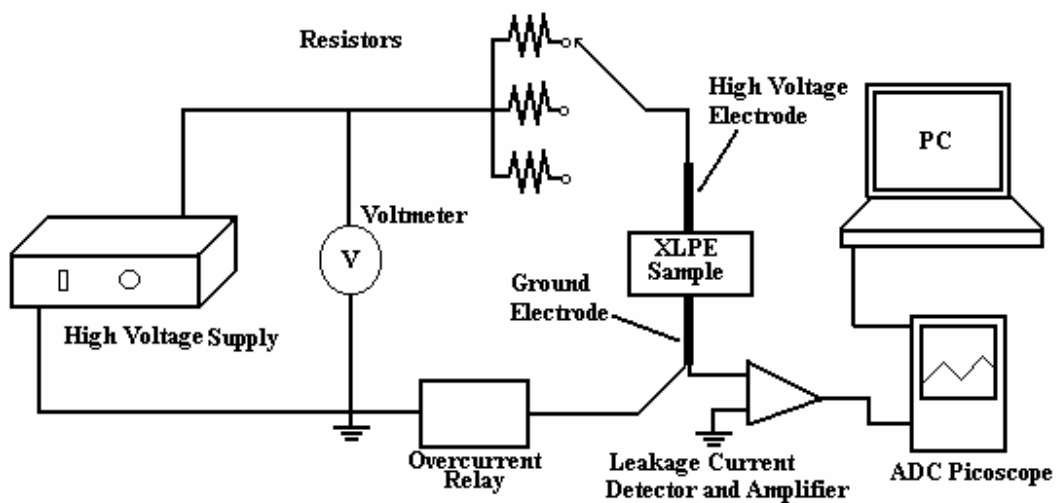 Resistors
High Voltage
Electrode
PC
Voltmeter
V
XLPE
Sample
Ground
Electrode
High Voltage Supply
Overcurrent
Relay
Leakage Current
Detector and Amplifier
ADC Picoscope